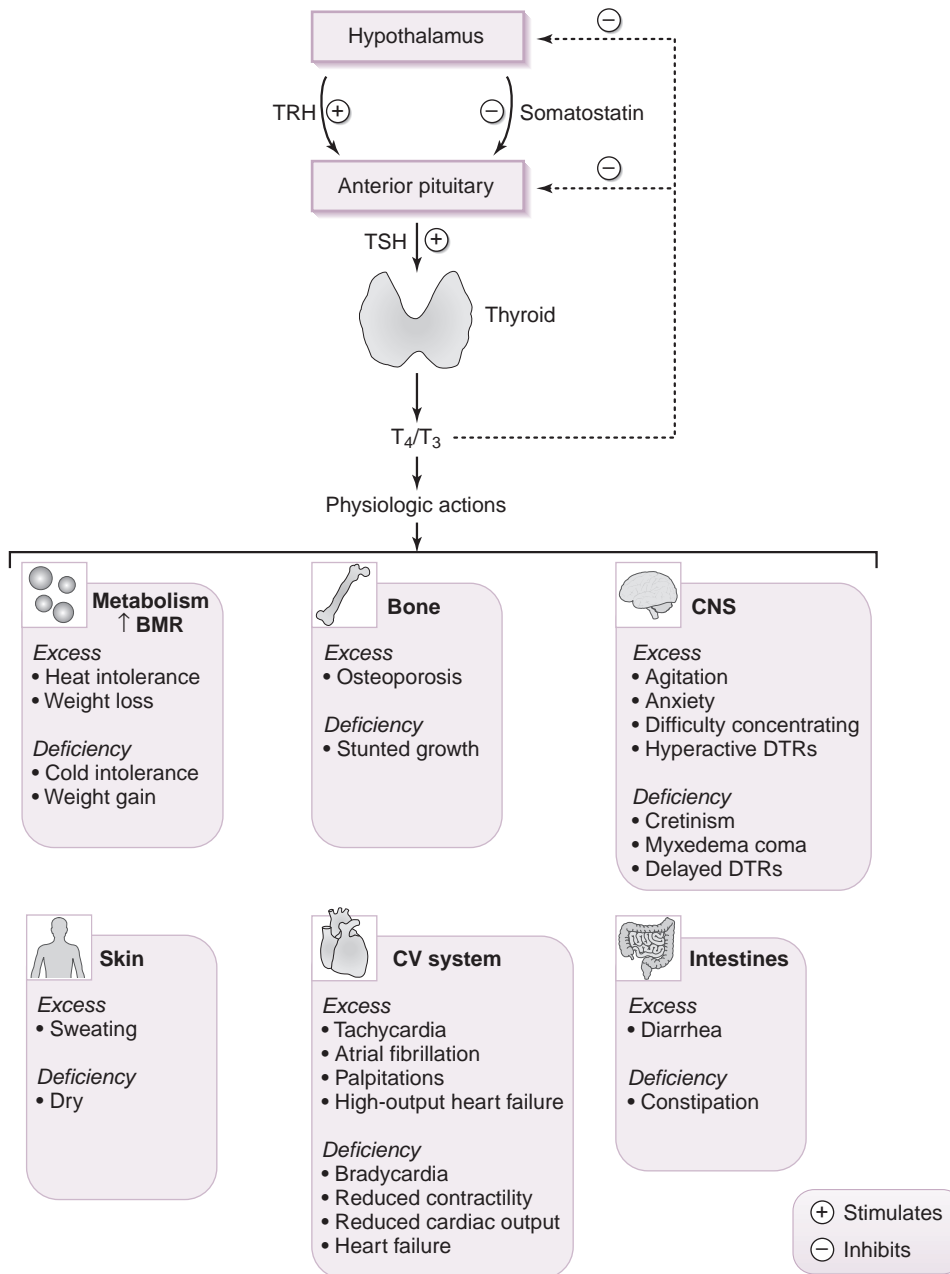 Hypothalamus
−
TRH
+
−
Somatostatin
−
Anterior pituitary
TSH
+
Thyroid
T₄/T₃
Physiologic actions
Metabolism
↑ BMR
Excess
• Heat intolerance
• Weight loss
Deficiency
• Cold intolerance
• Weight gain
Bone
Excess
• Osteoporosis
Deficiency
• Stunted growth
CNS
Excess
• Agitation
• Anxiety
• Difficulty concentrating
• Hyperactive DTRs
Deficiency
• Cretinism
• Myxedema coma
• Delayed DTRs
Skin
Excess
• Sweating
Deficiency
• Dry
CV system
Excess
• Tachycardia
• Atrial fibrillation
• Palpitations
• High-output heart failure
Deficiency
• Bradycardia
• Reduced contractility
• Reduced cardiac output
• Heart failure
Intestines
Excess
• Diarrhea
Deficiency
• Constipation
+ Stimulates
− Inhibits